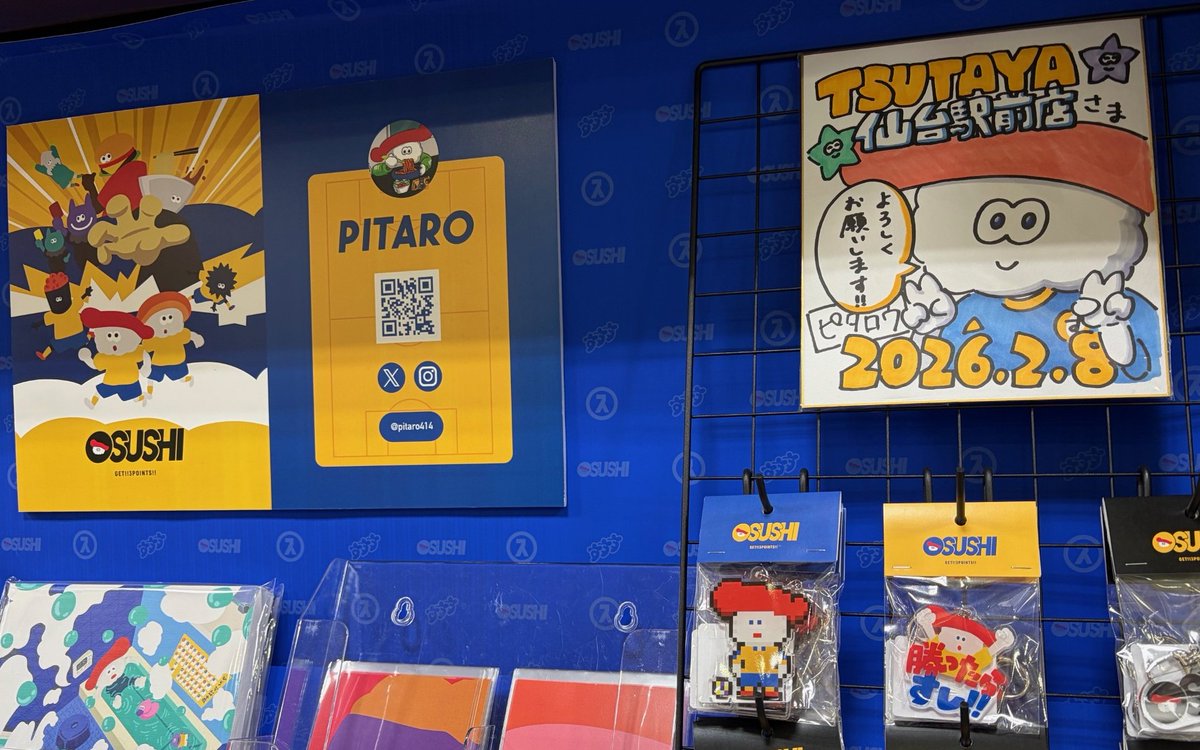 OSUSHI
GET!!3POINTS!!
PITARO
@pitaro414
TSUTAYA
仙台駅前店さま
よろしく
お願いします!!
ピタロウ
2026.2.8
OSUSHI
GET!!3POINTS!!
OSUSHI
GET!!3POINTS!!
勝ったから
すし!!